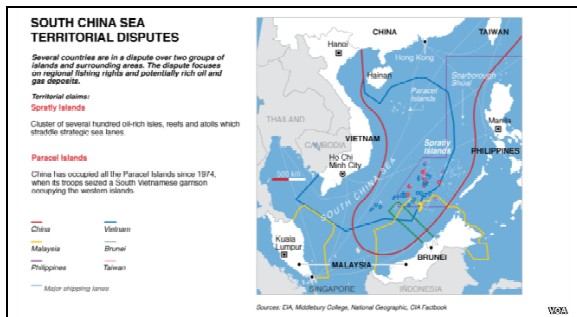 SOUTH CHINA SEA
TERRITORIAL DISPUTES
Several countries are in a dispute over two groups of
islands and surrounding areas. The dispute focuses
on regional fishing rights and potentially rich oil and
gas deposits.
Territorial claims:
Spratly Islands
Cluster of several hundred oil-rich isles, reefs and atolls which
straddle strategic sea lanes
Paracel Islands
China has occupied all the Paracel Islands since 1974,
when its troops seized a South Vietnamese garrison
occupying the western islands
China
Vietnam
Malaysia
Brunei
Philippines
Taiwan
Major shipping lanes
CHINA
TAIWAN
Hanoi
Hong Kong
Hainan
Scarborough
Shoal
Paracel
Islands
THAILAND
Manila
CAMBODIA
VIETNAM
Spratly
Islands
PHILIPPINES
Ho Chi
Minh City
500 km
SOUTH CHINA SEA
Kuala
Lumpur
BRUNEI
MALAYSIA
SINGAPORE
INDONESIA
Sources: EIA, Middlebury College, National Geographic, CIA Factbook
VOA